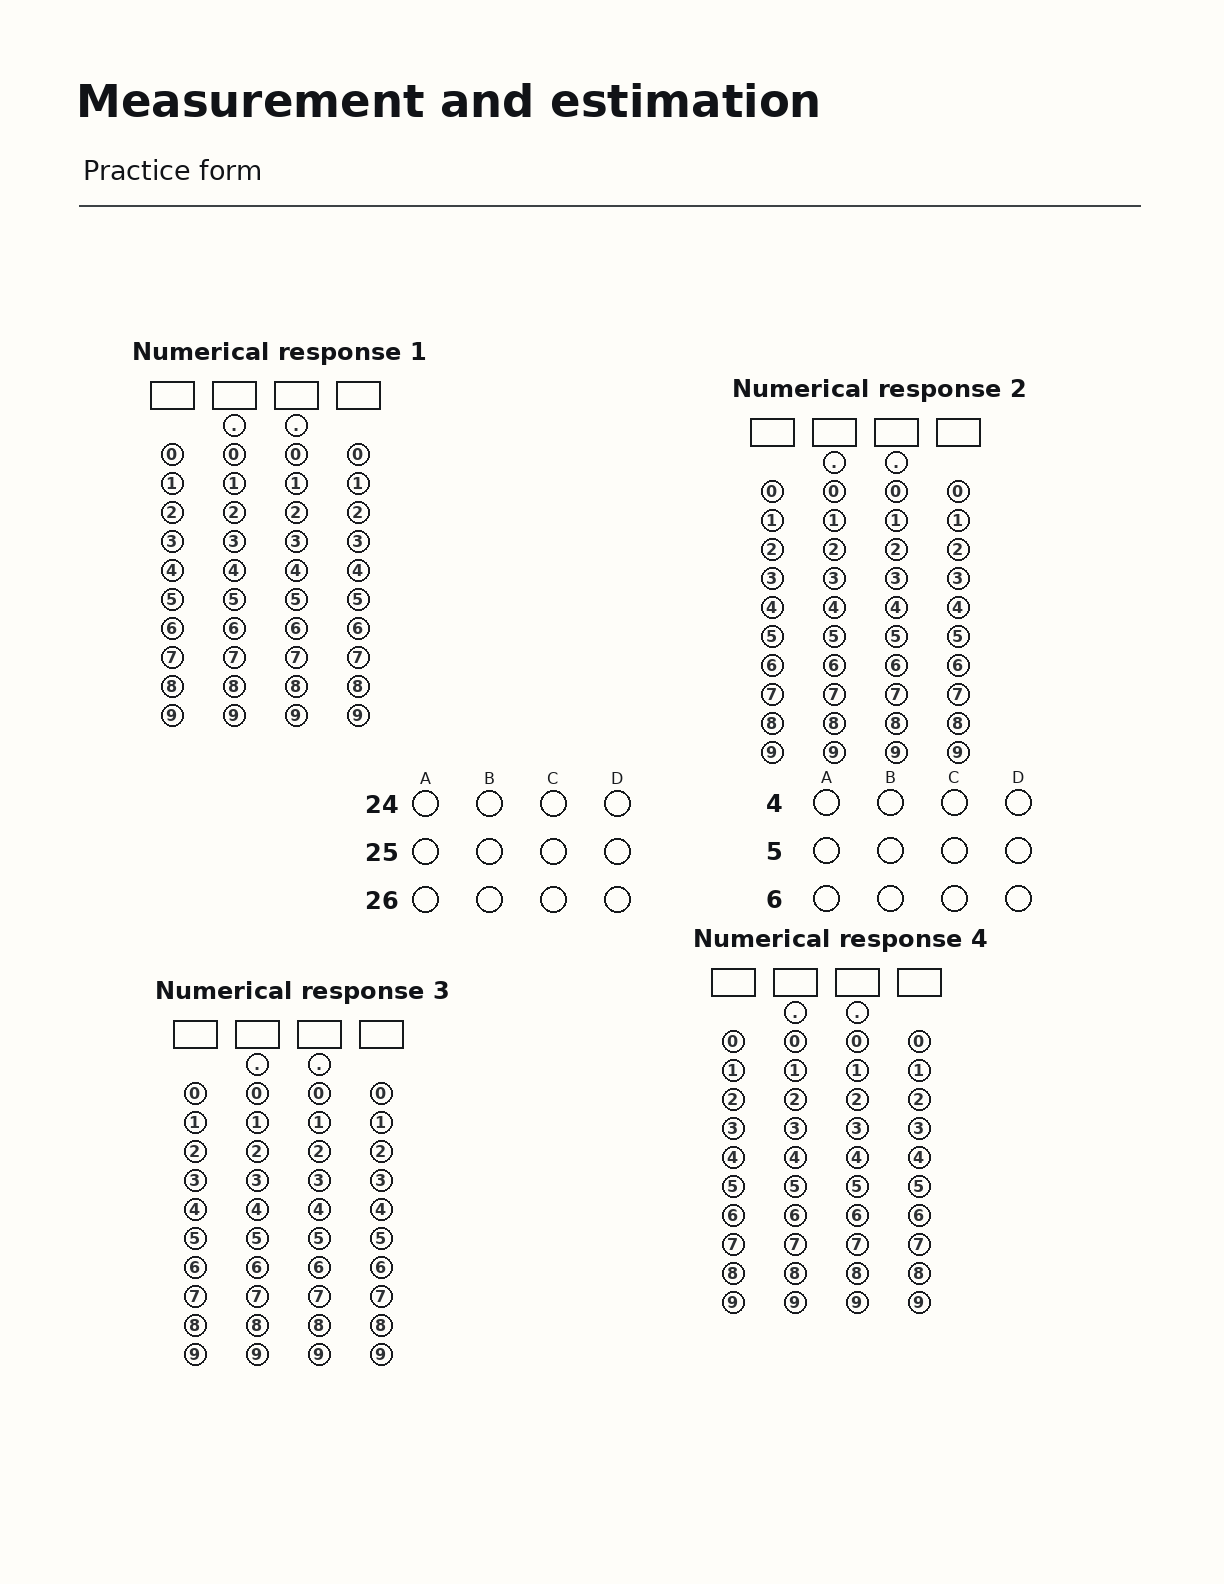 Measurement and estimation
Practice form
Numerical response 1
. .
0 0 0 0
1 1 1 1
2 2 2 2
3 3 3 3
4 4 4 4
5 5 5 5
6 6 6 6
7 7 7 7
8 8 8 8
9 9 9 9
Numerical response 2
. .
0 0 0 0
1 1 1 1
2 2 2 2
3 3 3 3
4 4 4 4
5 5 5 5
6 6 6 6
7 7 7 7
8 8 8 8
9 9 9 9
A B C D
24
25
26
A B C D
4
5
6
Numerical response 3
. .
0 0 0 0
1 1 1 1
2 2 2 2
3 3 3 3
4 4 4 4
5 5 5 5
6 6 6 6
7 7 7 7
8 8 8 8
9 9 9 9
Numerical response 4
. .
0 0 0 0
1 1 1 1
2 2 2 2
3 3 3 3
4 4 4 4
5 5 5 5
6 6 6 6
7 7 7 7
8 8 8 8
9 9 9 9